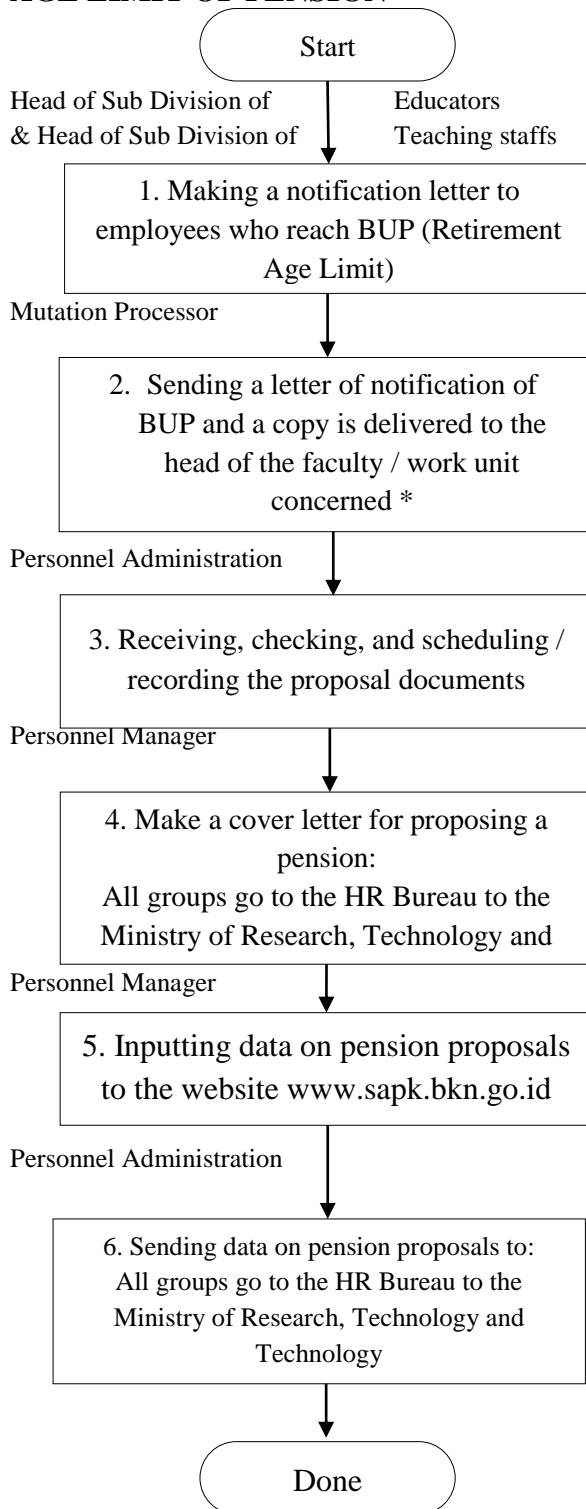 AGE LIMIT OF PENSION
Start
Head of Sub Division of Educators
& Head of Sub Division of Teaching staffs
1. Making a notification letter to
employees who reach BUP (Retirement
Age Limit)
Mutation Processor
2. Sending a letter of notification of
BUP and a copy is delivered to the
head of the faculty / work unit
concerned *
Personnel Administration
3. Receiving, checking, and scheduling /
recording the proposal documents
Personnel Manager
4. Make a cover letter for proposing a
pension:
All groups go to the HR Bureau to the
Ministry of Research, Technology and
Personnel Manager
5. Inputting data on pension proposals
to the website www.sapk.bkn.go.id
Personnel Administration
6. Sending data on pension proposals to:
All groups go to the HR Bureau to the
Ministry of Research, Technology and
Technology
Done